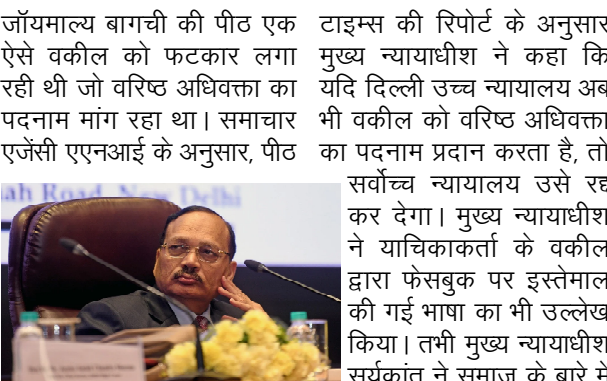 जॉयमाल्य बागची की पीठ एक
ऐसे वकील को फटकार लगा
रही थी जो वरिष्ठ अधिवक्ता का
पदनाम मांग रहा था। समाचार
एजेंसी एएनआई के अनुसार, पीठ
ah Road, New Delhi
टाइम्स की रिपोर्ट के अनुसार
मुख्य न्यायाधीश ने कहा कि
यदि दिल्ली उच्च न्यायालय अब
भी वकील को वरिष्ठ अधिवक्ता
का पदनाम प्रदान करता है, तो
सर्वोच्च न्यायालय उसे रद्द
कर देगा। मुख्य न्यायाधीश
ने याचिकाकर्ता के वकील
द्वारा फेसबुक पर इस्तेमाल
की गई भाषा का भी उल्लेख
किया। तभी मुख्य न्यायाधीश
सूर्यकांत ने समाज के बारे में